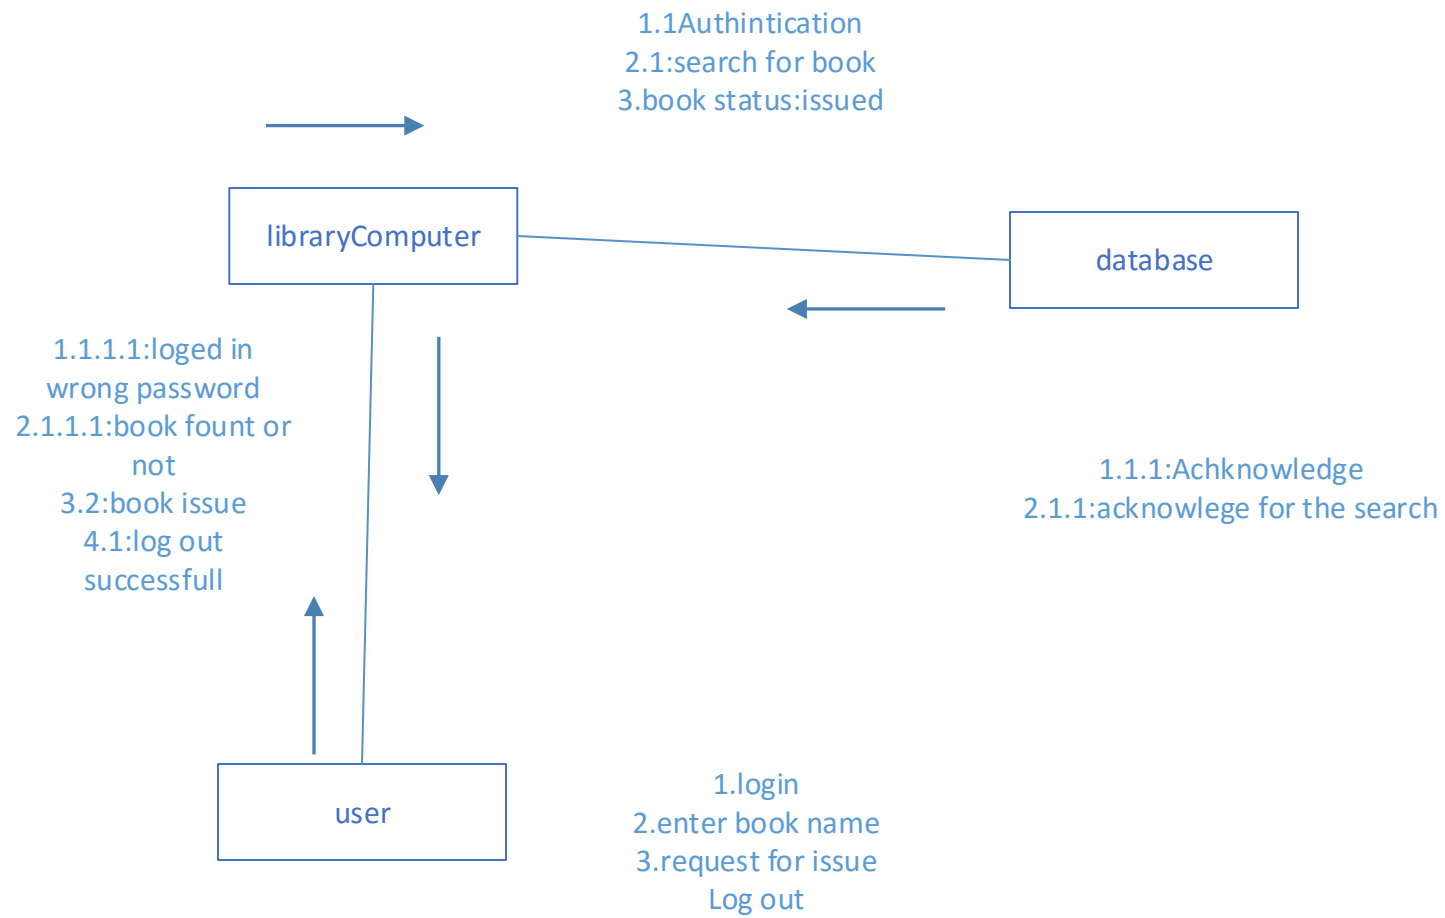 1.1Authintication
2.1:search for book
3.book status:issued
libraryComputer
database
1.1.1.1:loged in
wrong password
2.1.1.1:book fount or
not
3.2:book issue
4.1:log out
successfull
1.1.1:Achknowledge
2.1.1:acknowlege for the search
user
1.login
2.enter book name
3.request for issue
Log out